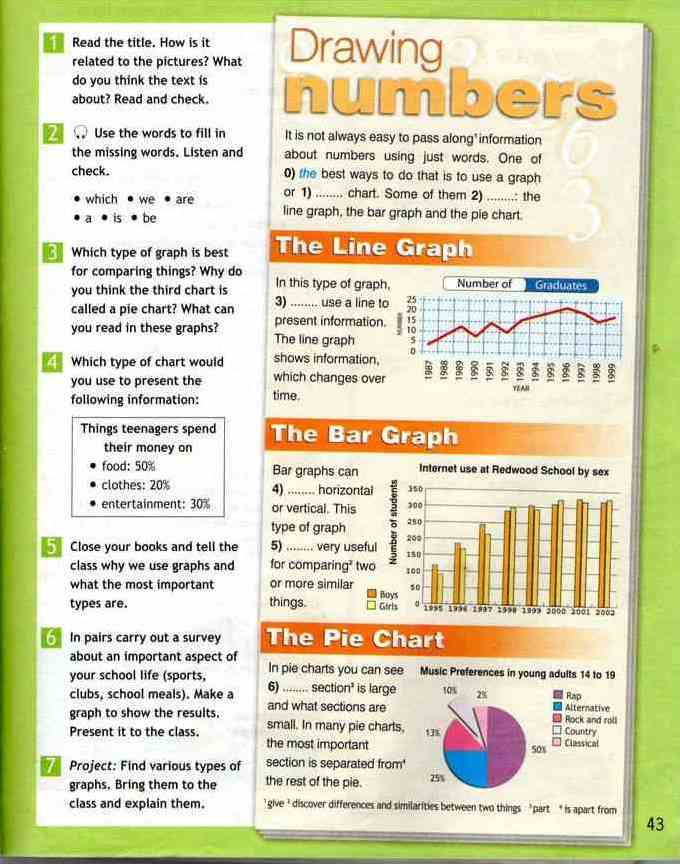 1 Read the title. How is it
related to the pictures? What
do you think the text is
about? Read and check.
2 Use the words to fill in
the missing words. Listen and
check.
• which • we • are
• a • is • be
3 Which type of graph is best
for comparing things? Why do
you think the third chart is
called a pie chart? What can
you read in these graphs?
4 Which type of chart would
you use to present the
following information:
Things teenagers spend
their money on
• food: 50%
• clothes: 20%
• entertainment: 30%
5 Close your books and tell the
class why we use graphs and
what the most important
types are.
6 In pairs carry out a survey
about an important aspect of
your school life (sports,
clubs, school meals). Make a
graph to show the results.
Present it to the class.
7 Project: Find various types of
graphs. Bring them to the
class and explain them.
Drawing
numbers
6
3
It is not always easy to pass along¹ information
about numbers using just words. One of
0) the best ways to do that is to use a graph
or 1) ........ chart. Some of them 2) ........: the
line graph, the bar graph and the pie chart.
The Line Graph
In this type of graph,
3) ........ use a line to
present information.
The line graph
shows information,
which changes over
time.
Number of Graduates
NUMBER
25
20
15
10
5
0
1987 1988 1989 1990 1991 1992 1993 1994 1995 1996 1997 1998 1999
YEAR
The Bar Graph
Bar graphs can
4) ........ horizontal
or vertical. This
type of graph
5) ........ very useful
for comparing² two
or more similar
things.
Internet use at Redwood School by sex
Number of students
350
300
250
200
150
100
50
0
1995 1996 1997 1998 1999 2000 2001 2002
Boys
Girls
The Pie Chart
In pie charts you can see
6) ........ section³ is large
and what sections are
small. In many pie charts,
the most important
section is separated from⁴
the rest of the pie.
Music Preferences in young adults 14 to 19
10% 2%
13%
50%
25%
Rap
Alternative
Rock and roll
Country
Classical
¹give ²discover differences and similarities between two things ³part ⁴is apart from
43